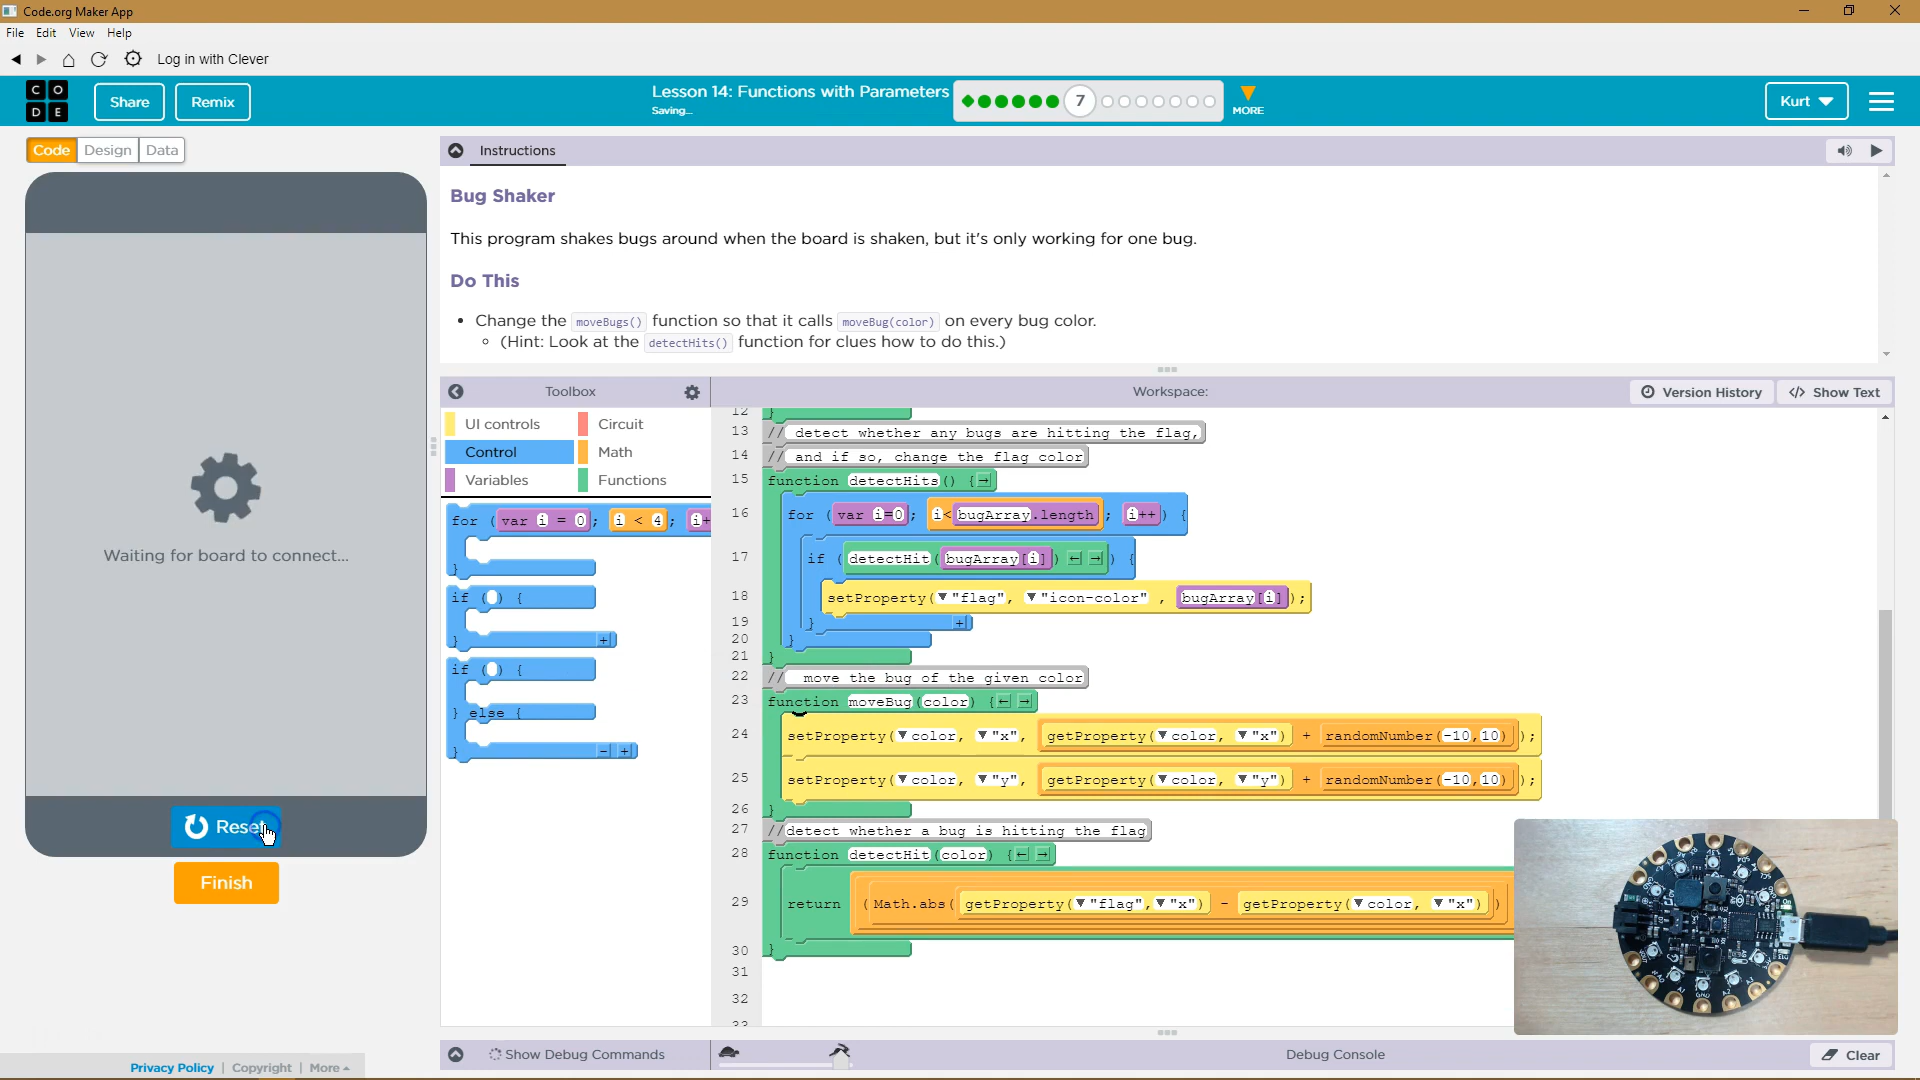 Code.org Maker App
File Edit View Help
Log in with Clever
CODE Share Remix Lesson 14: Functions with Parameters 7 MORE Kurt
Saving...
Code Design Data
Instructions
Bug Shaker
This program shakes bugs around when the board is shaken, but it's only working for one bug.
Do This
• Change the moveBugs() function so that it calls moveBug(color) on every bug color.
(Hint: Look at the detectHits() function for clues how to do this.)
Waiting for board to connect...
Reset
Finish
Privacy Policy | Copyright | More
Toolbox
UI controls Circuit
Control Math
Variables Functions
for (var i = 0; i < 4; i+
}
if () {
}
if () {
} else {
}
Workspace: Version History </> Show Text
12 }
13 // detect whether any bugs are hitting the flag,
14 // and if so, change the flag color
15 function detectHits() {
16 for (var i=0; i<bugArray.length; i++) {
17 if (detectHit(bugArray[i])) {
18 setProperty("flag", "icon-color" , bugArray[i]);
19 }
20 }
21 }
22 // move the bug of the given color
23 function moveBug(color) {
24 setProperty(color, "x", getProperty(color, "x") + randomNumber(-10,10));
25 setProperty(color, "y", getProperty(color, "y") + randomNumber(-10,10));
26 }
27 //detect whether a bug is hitting the flag
28 function detectHit(color) {
29 return (Math.abs(getProperty("flag","x") - getProperty(color, "x"))
30 }
31
32
Show Debug Commands Debug Console Clear